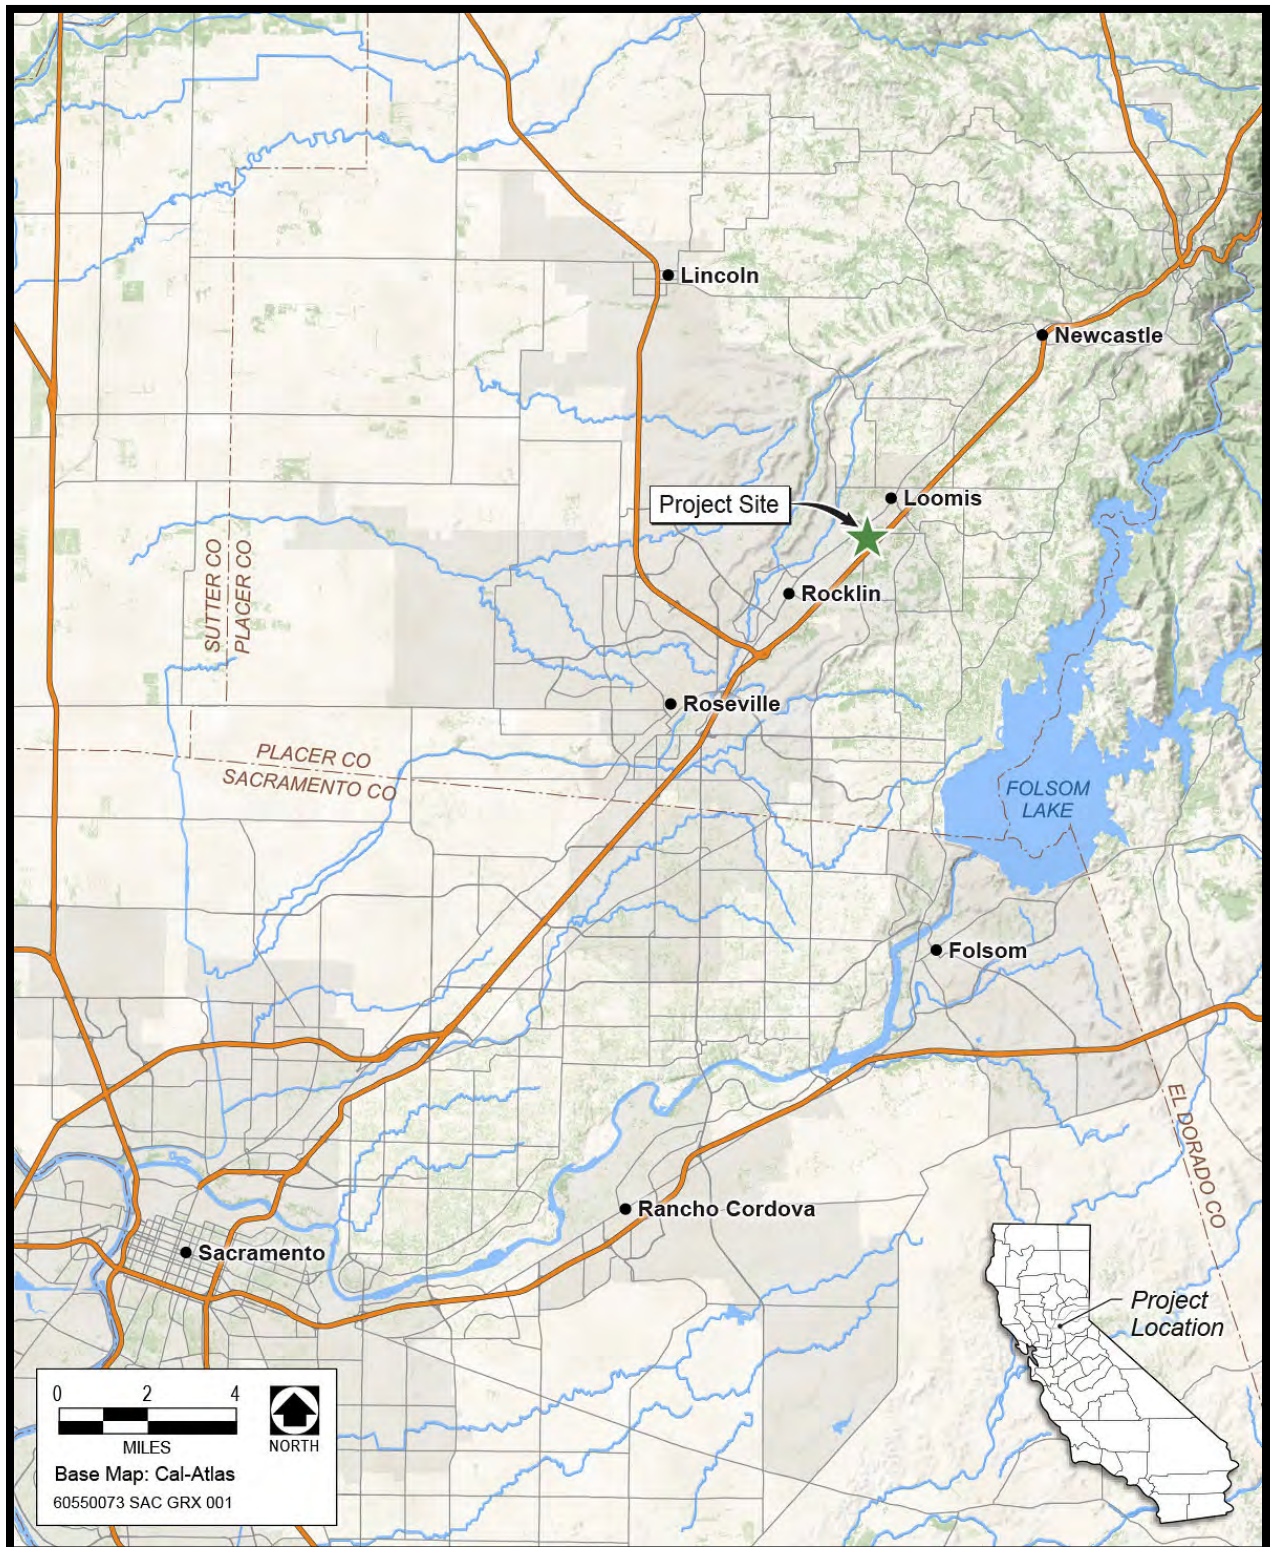 Lincoln
Newcastle
Project Site
Loomis
Rocklin
SUTTER CO
PLACER CO
Roseville
PLACER CO
SACRAMENTO CO
FOLSOM
LAKE
Folsom
EL DORADO CO
Rancho Cordova
Sacramento
Project
Location
0 2 4
MILES
NORTH
Base Map: Cal-Atlas
60550073 SAC GRX 001